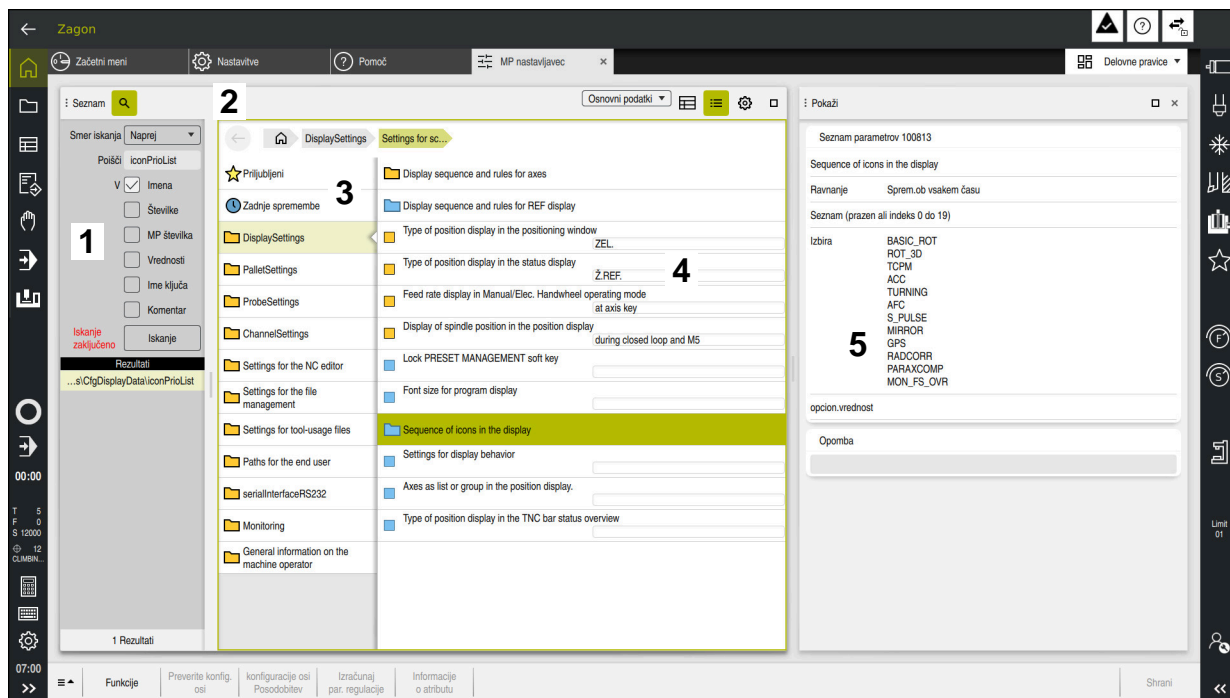 Zagon
Začetni meni
Nastavitve
Pomoč
MP nastavljavec
×
Delovne pravice
Seznam
2
Osnovni podatki
Pokaži
×
Smer iskanja
Naprej
Poišči
iconPrioList
V
Imena
Številke
MP številka
Vrednosti
Ime ključa
Komentar
1
Iskanje
zaključeno
Iskanje
Rezultati
...s\CfgDisplayData\iconPrioList
1 Rezultati
DisplaySettings
Settings for sc...
Priljubljeni
3
Zadnje spremembe
DisplaySettings
PalletSettings
ProbeSettings
ChannelSettings
Settings for the NC editor
Settings for the file
management
Settings for tool-usage files
Paths for the end user
serialInterfaceRS232
Monitoring
General information on the
machine operator
Display sequence and rules for axes
Display sequence and rules for REF display
Type of position display in the positioning window
ŽEL.
Type of position display in the status display
4
Ž.REF.
Feed rate display in Manual/Elec. Handwheel operating mode
at axis key
Display of spindle position in the position display
during closed loop and M5
Lock PRESET MANAGEMENT soft key
Font size for program display
Sequence of icons in the display
Settings for display behavior
Axes as list or group in the position display.
Type of position display in the TNC bar status overview
Seznam parametrov 100813
Sequence of icons in the display
Ravnanje
Sprem.ob vsakem času
Seznam (prazen ali indeks 0 do 19)
Izbira
BASIC_ROT
ROT_3D
TCPM
ACC
TURNING
AFC
S_PULSE
MIRROR
GPS
RADCORR
PARAXCOMP
MON_FS_OVR
5
opcion.vrednost
Opomba
00:00
T 5
F 0
S 12000
12
CLIMBIN...
07:00
F
S
Limit
01
Funkcije
Preverite konfig.
osi
konfiguracije osi
Posodobitev
Izračunaj
par. regulacije
Informacije
o atributu
Shrani